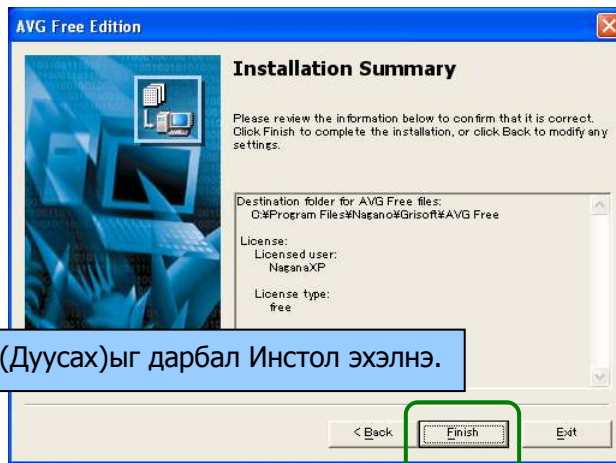 AVG Free Edition
Installation Summary
Please review the information below to confirm that it is correct.
Click Finish to complete the installation, or click Back to modify any
settings.
Destination folder for AVG Free files:
C:¥Program Files¥Nagano¥Grisoft¥AVG Free
License:
Licensed user:
NaganaXP
License type:
free
(Дуусах)ыг дарбал Инстол эхэлнэ.
< Back
Finish
Exit